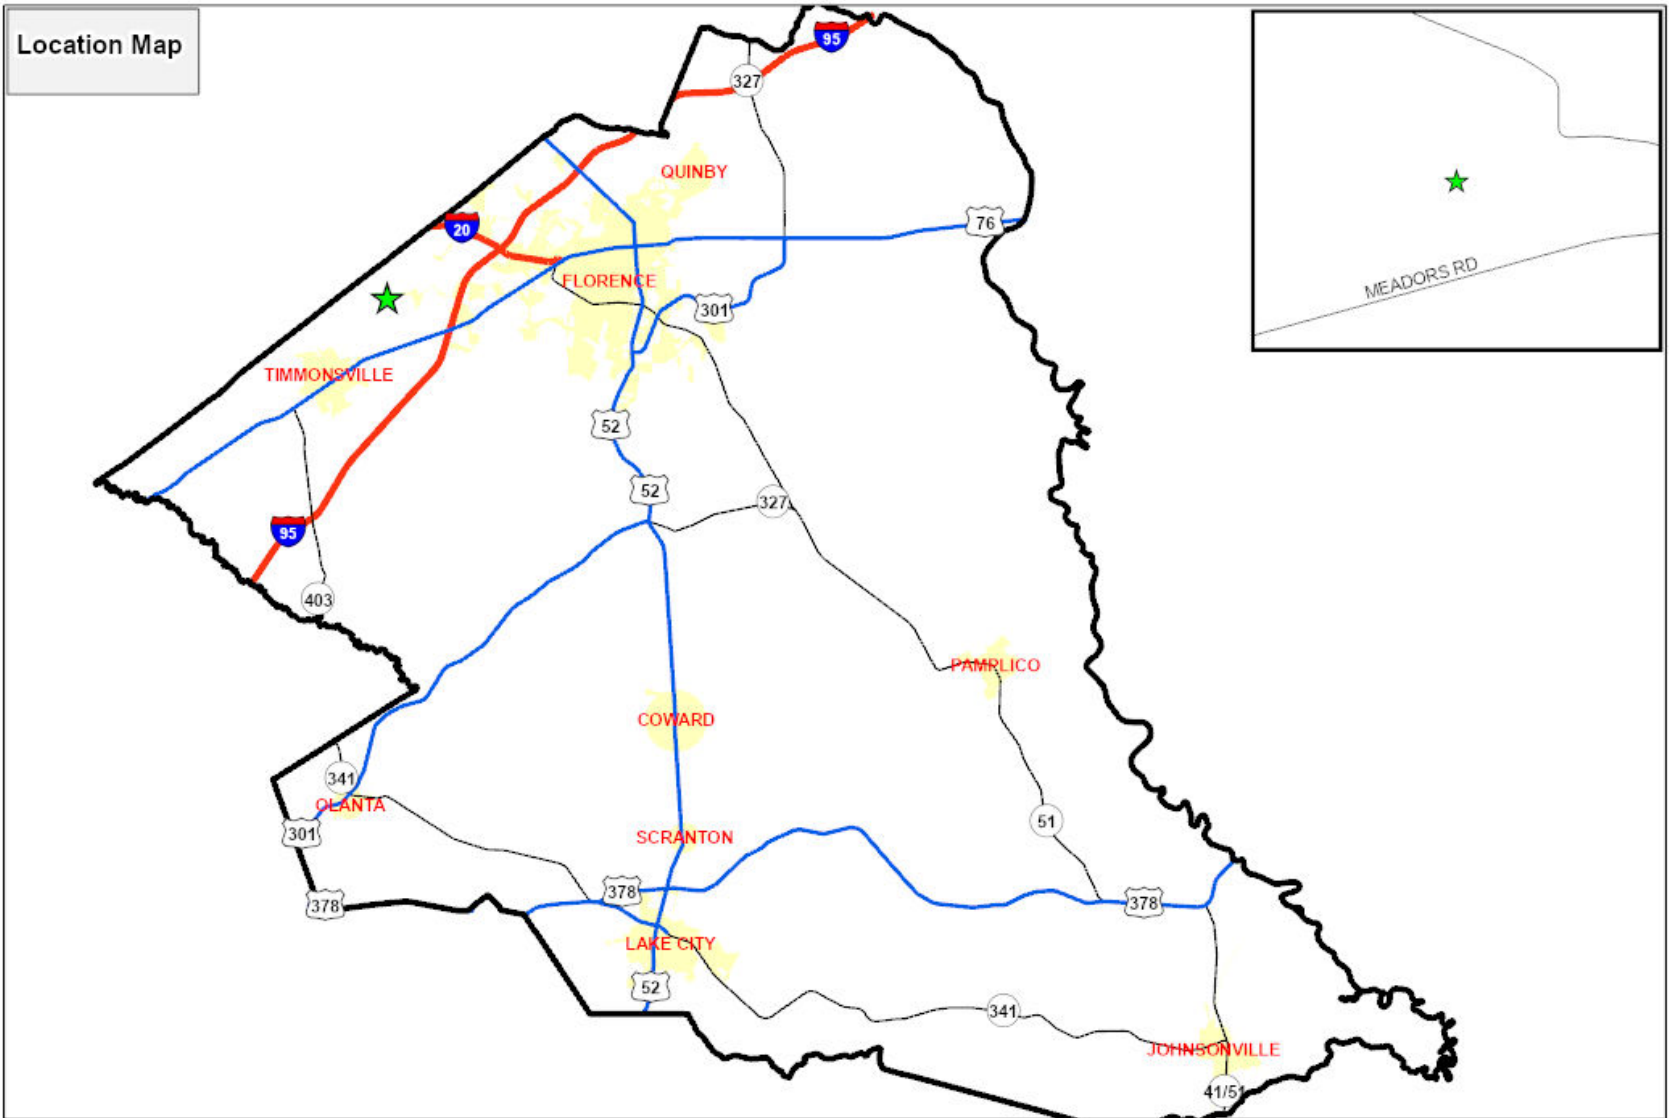 Location Map
95
327
QUINBY
20
76
FLORENCE
301
MEADORS RD
TIMMONSVILLE
52
52
327
95
403
PAMPLICO
COWARD
341
OLANTA
301
51
SCRANTON
378
378
378
LAKE CITY
52
341
JOHNSONVILLE
41/51